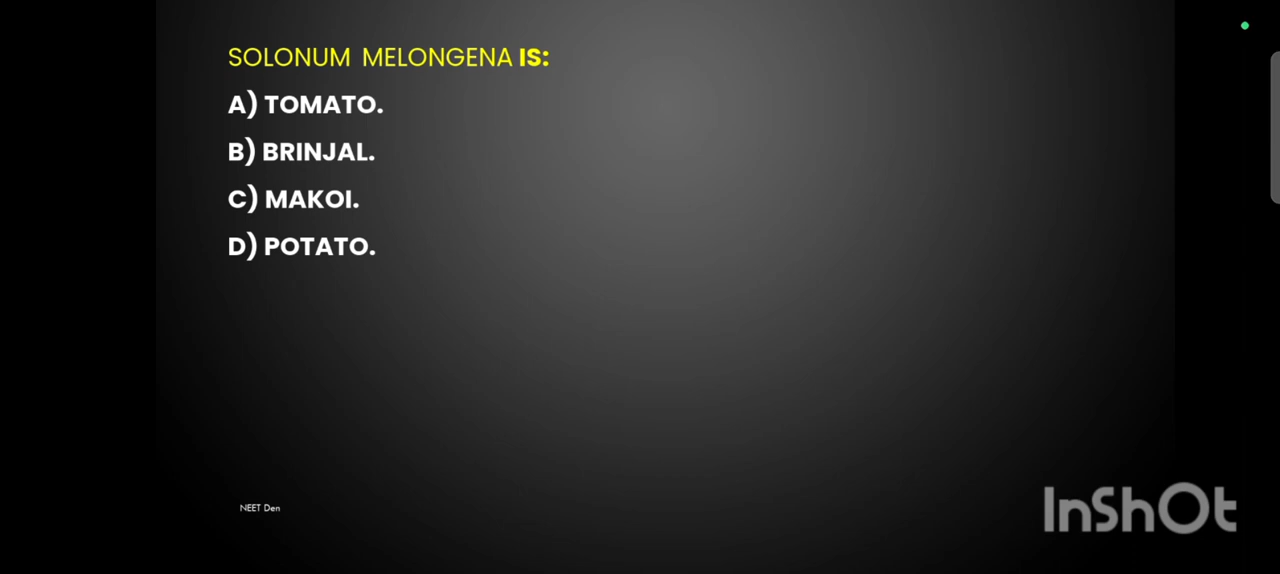 SOLONUM MELONGENA IS:
A) TOMATO.
B) BRINJAL.
C) MAKOI.
D) POTATO.
NEET Den
InShOt